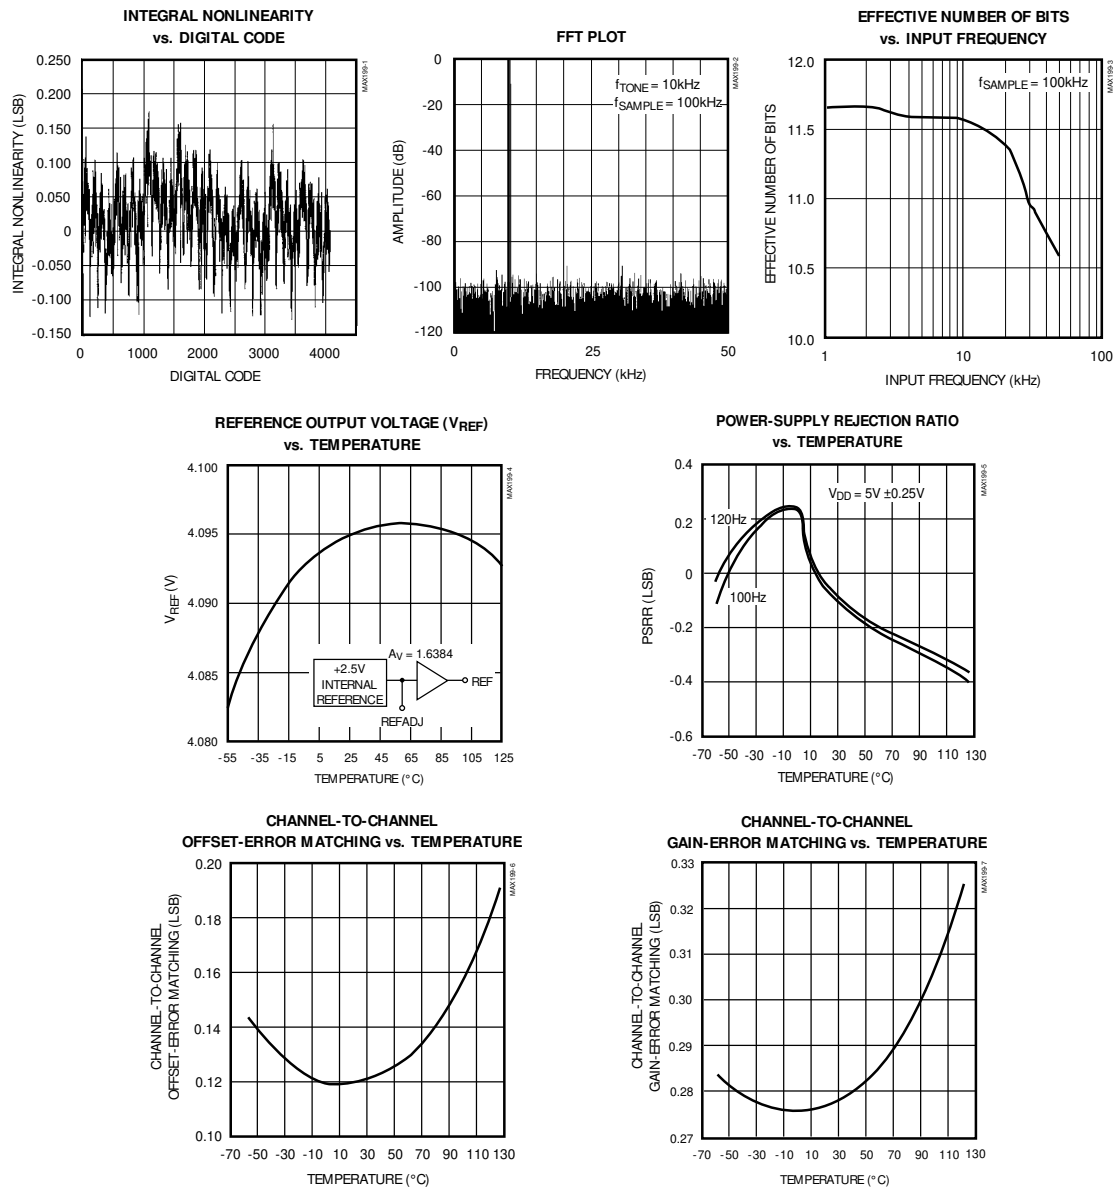 INTEGRAL NONLINEARITY
vs. DIGITAL CODE
INTEGRAL NONLINEARITY (LSB)
0.250
0.200
0.150
0.100
0.050
0
-0.050
-0.100
-0.150
0 1000 2000 3000 4000
DIGITAL CODE
MAX199-1
FFT PLOT
AMPLITUDE (dB)
0
-20
-40
-60
-80
-100
-120
fTONE = 10kHz
fSAMPLE = 100kHz
0 25 50
FREQUENCY (kHz)
MAX199-2
EFFECTIVE NUMBER OF BITS
vs. INPUT FREQUENCY
EFFECTIVE NUMBER OF BITS
12.0
11.5
11.0
10.5
10.0
fSAMPLE = 100kHz
1 10 100
INPUT FREQUENCY (kHz)
MAX199-3
REFERENCE OUTPUT VOLTAGE (VREF)
vs. TEMPERATURE
VREF (V)
4.100
4.095
4.090
4.085
4.080
AV = 1.6384
+2.5V
INTERNAL
REFERENCE
REF
REFADJ
-55 -35 -15 5 25 45 65 85 105 125
TEMPERATURE (°C)
MAX199-4
POWER-SUPPLY REJECTION RATIO
vs. TEMPERATURE
PSRR (LSB)
0.4
0.2
0
-0.2
-0.4
-0.6
VDD = 5V ±0.25V
120Hz
100Hz
-70 -50 -30 -10 10 30 50 70 90 110 130
TEMPERATURE (°C)
MAX199-5
CHANNEL-TO-CHANNEL
OFFSET-ERROR MATCHING vs. TEMPERATURE
CHANNEL-TO-CHANNEL
OFFSET-ERROR MATCHING (LSB)
0.20
0.18
0.16
0.14
0.12
0.10
-70 -50 -30 -10 10 30 50 70 90 110 130
TEMPERATURE (°C)
MAX199-6
CHANNEL-TO-CHANNEL
GAIN-ERROR MATCHING vs. TEMPERATURE
CHANNEL-TO-CHANNEL
GAIN-ERROR MATCHING (LSB)
0.33
0.32
0.31
0.30
0.29
0.28
0.27
-70 -50 -30 -10 10 30 50 70 90 110 130
TEMPERATURE (°C)
MAX199-7